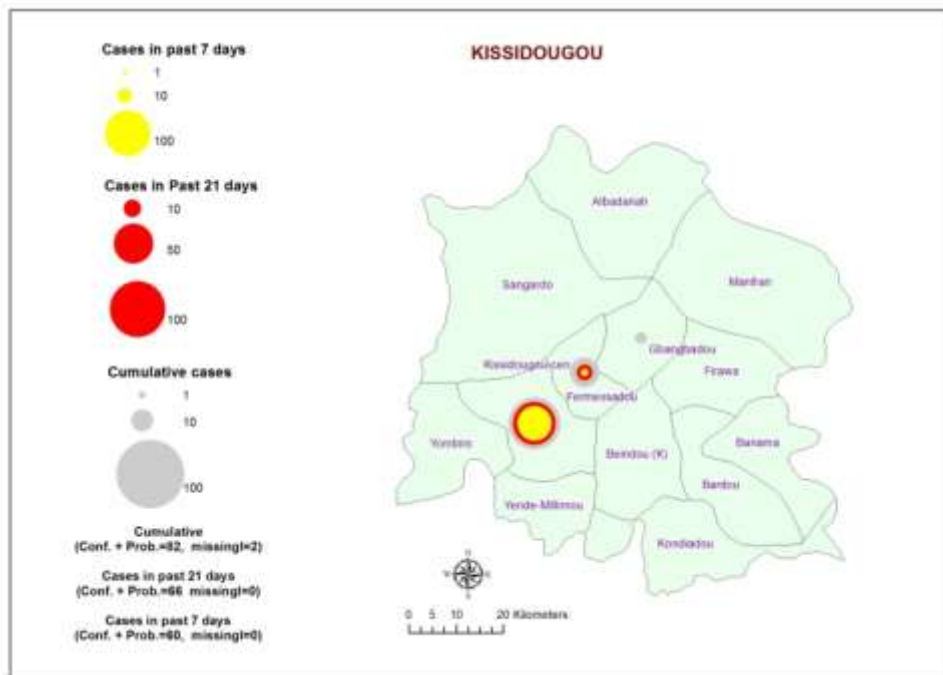 KISSIDOUGOU
Cases in past 7 days
1
10
100
Cases in Past 21 days
10
50
100
Cumulative cases
1
10
100
Cumulative
(Conf. + Prob.=82, missingl=2)
Cases in past 21 days
(Conf. + Prob.=66 missingl=0)
Cases in past 7 days
(Conf. + Prob.=60, missingl=0)
Albadariah
Sangardo
Manfran
Gbangbadou
Firawa
Fermessadou
Yombiro
Beindou (K)
Banama
Bardou
Yende-Millimou
Kondiadou
0 5 10 20 Kilometers